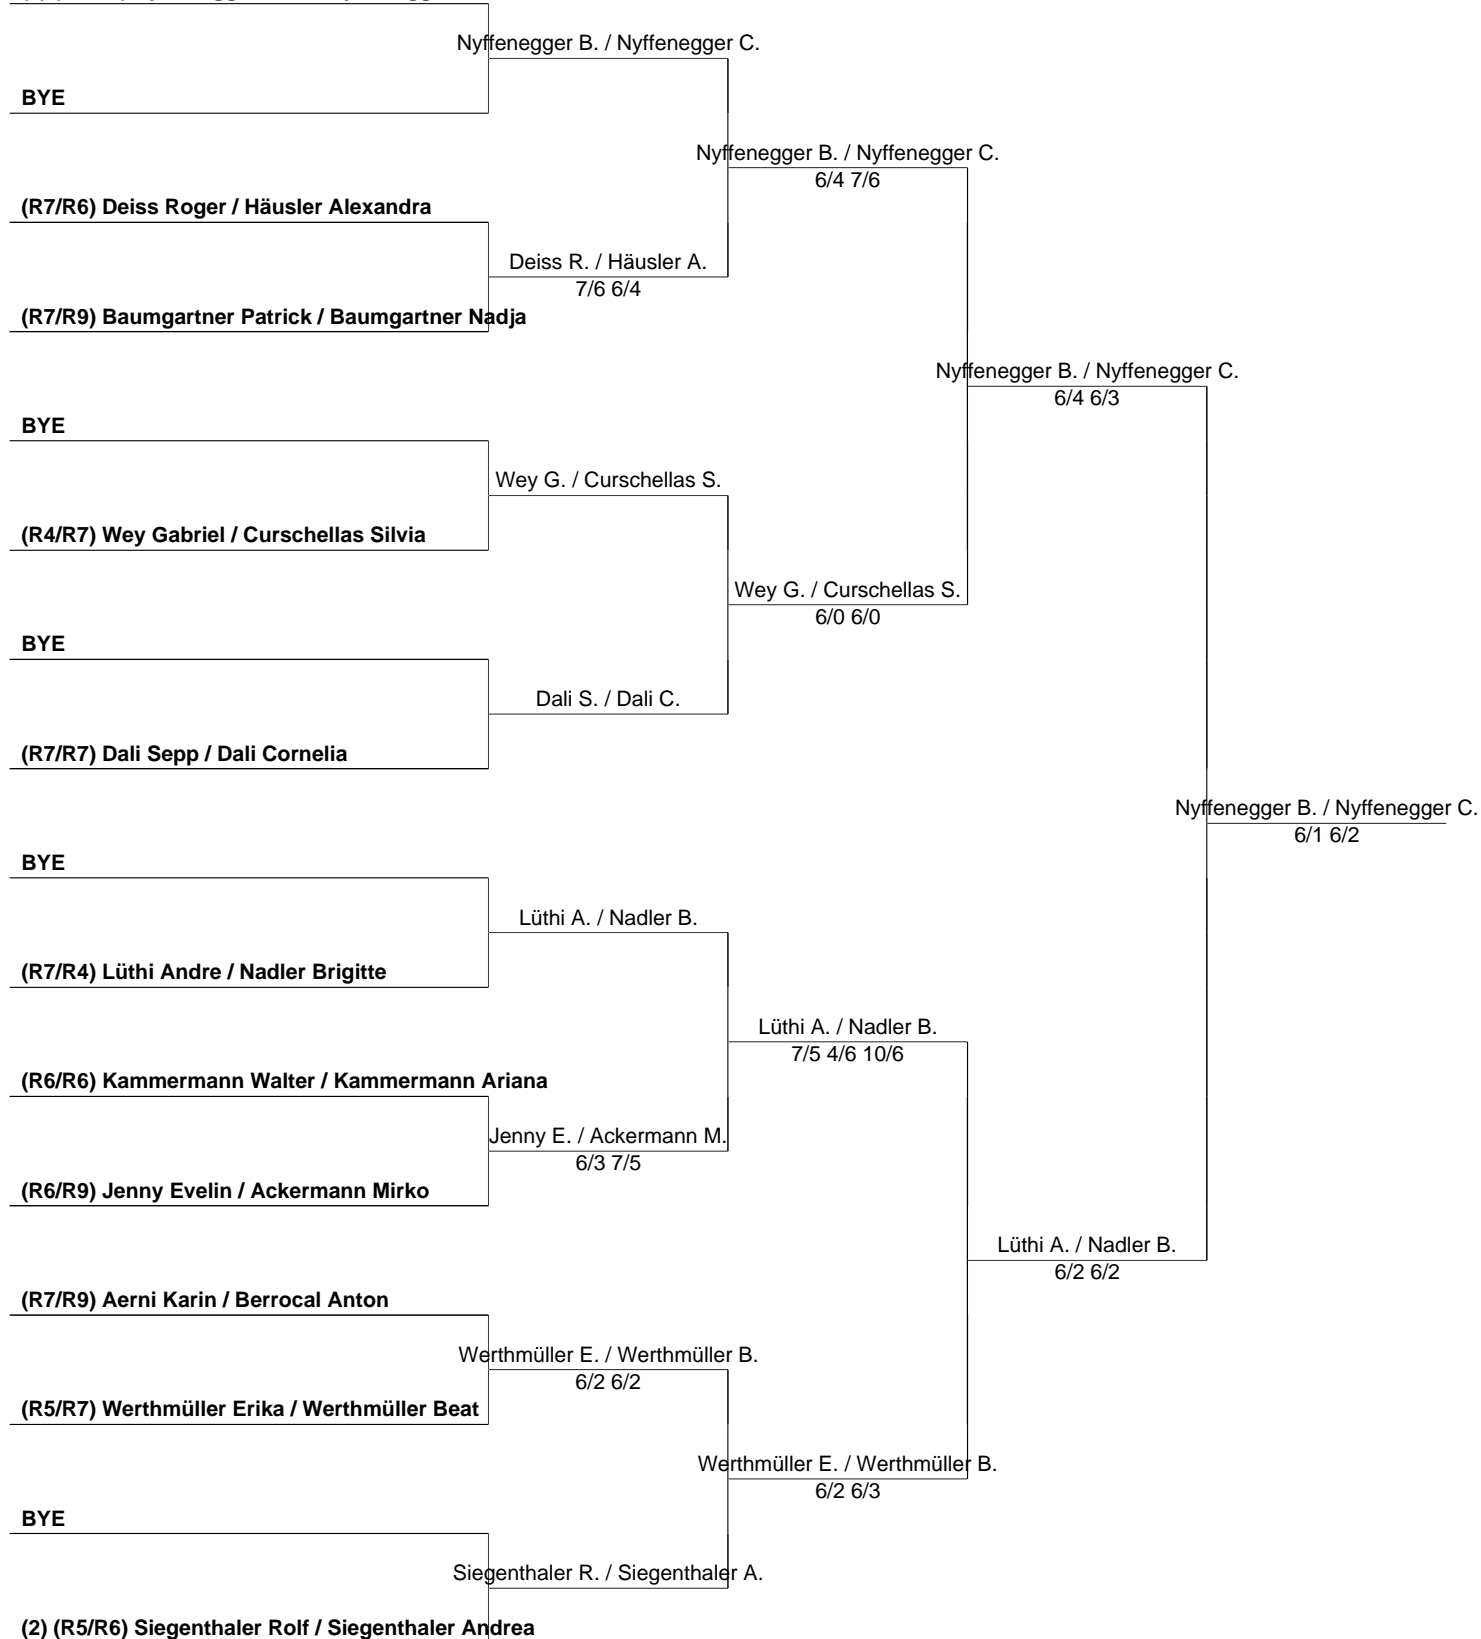 Nyffenegger B. / Nyffenegger C.
BYE
Nyffenegger B. / Nyffenegger C.
6/4 7/6
(R7/R6) Deiss Roger / Häusler Alexandra
Deiss R. / Häusler A.
7/6 6/4
(R7/R9) Baumgartner Patrick / Baumgartner Nadja
Nyffenegger B. / Nyffenegger C.
6/4 6/3
BYE
Wey G. / Curschellas S.
(R4/R7) Wey Gabriel / Curschellas Silvia
Wey G. / Curschellas S.
6/0 6/0
BYE
Dali S. / Dali C.
(R7/R7) Dali Sepp / Dali Cornelia
Nyffenegger B. / Nyffenegger C.
6/1 6/2
BYE
Lüthi A. / Nadler B.
(R7/R4) Lüthi Andre / Nadler Brigitte
Lüthi A. / Nadler B.
7/5 4/6 10/6
(R6/R6) Kammermann Walter / Kammermann Ariana
Jenny E. / Ackermann M.
6/3 7/5
(R6/R9) Jenny Evelin / Ackermann Mirko
Lüthi A. / Nadler B.
6/2 6/2
(R7/R9) Aerni Karin / Berrocal Anton
Werthmüller E. / Werthmüller B.
6/2 6/2
(R5/R7) Werthmüller Erika / Werthmüller Beat
Werthmüller E. / Werthmüller B.
6/2 6/3
BYE
Siegenthaler R. / Siegenthaler A.
(2) (R5/R6) Siegenthaler Rolf / Siegenthaler Andrea